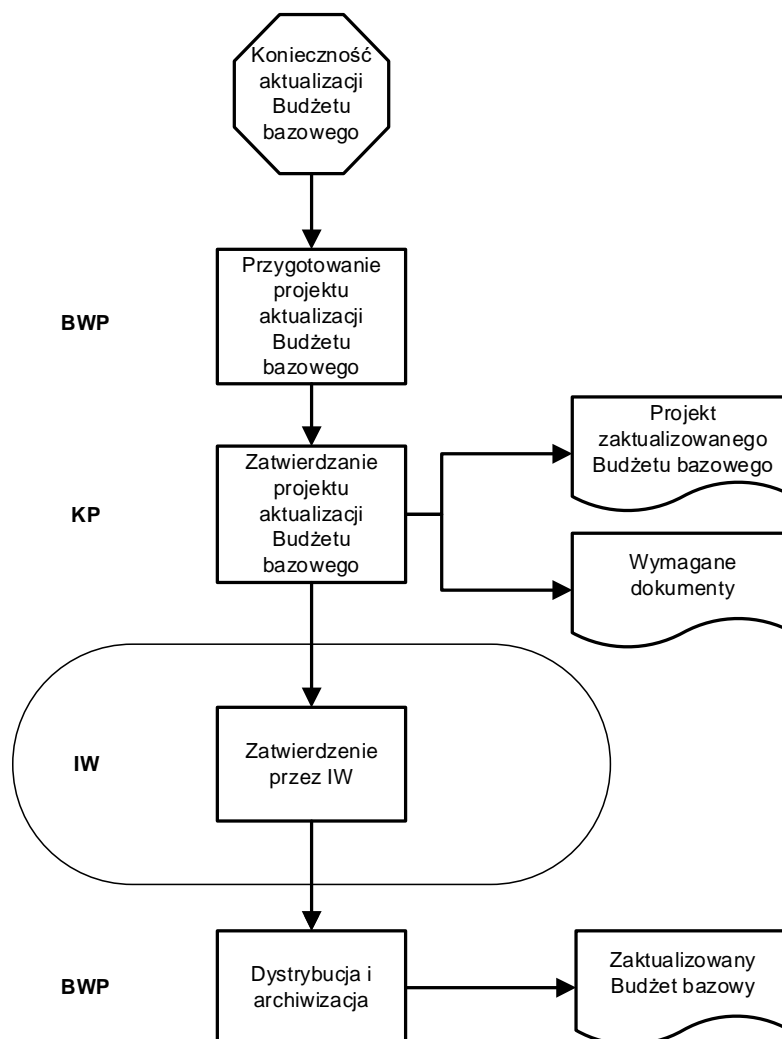 Konieczność
aktualizacji
Budżetu
bazowego
Przygotowanie
projektu
aktualizacji
Budżetu
bazowego
BWP
Projekt
zaktualizowanego
Budżetu bazowego
Zatwierdzanie
projektu
aktualizacji
Budżetu
bazowego
KP
Wymagane
dokumenty
IW
Zatwierdzenie
przez IW
BWP
Dystrybucja i
archiwizacja
Zaktualizowany
Budżet bazowy